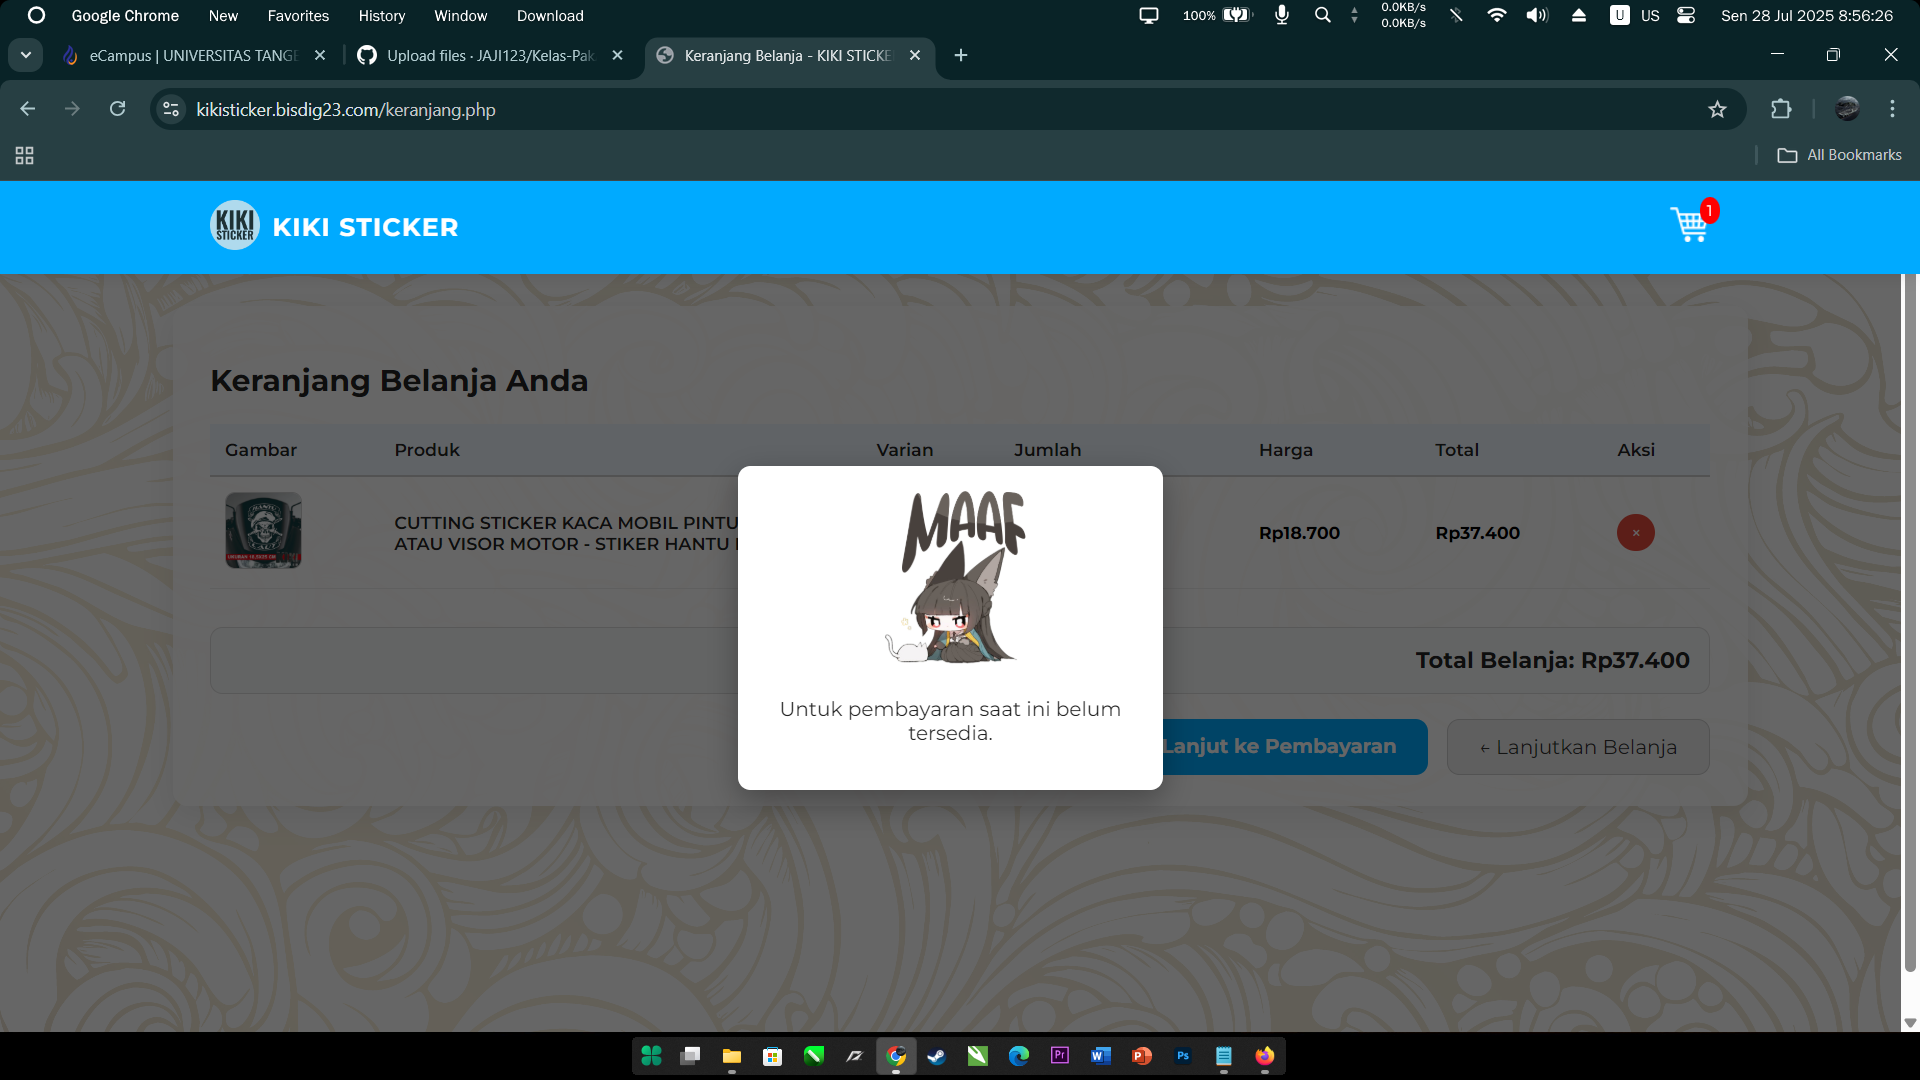 Google Chrome New Favorites History Window Download 100% 0.0KB/s 0.0KB/s U US Sen 28 Jul 2025 8:56:26
eCampus | UNIVERSITAS TANGE Upload files · JAJI123/Kelas-Pak Keranjang Belanja - KIKI STICKE
kikisticker.bisdig23.com/keranjang.php
All Bookmarks
KIKI STICKER KIKI STICKER 1
Keranjang Belanja Anda
Gambar Produk Varian Jumlah Harga Total Aksi
CUTTING STICKER KACA MOBIL PINTU
ATAU VISOR MOTOR - STIKER HANTU
Rp18.700 Rp37.400 ×
MAAF
Total Belanja: Rp37.400
Untuk pembayaran saat ini belum
tersedia.
Lanjut ke Pembayaran ← Lanjutkan Belanja
Pr W P Ps